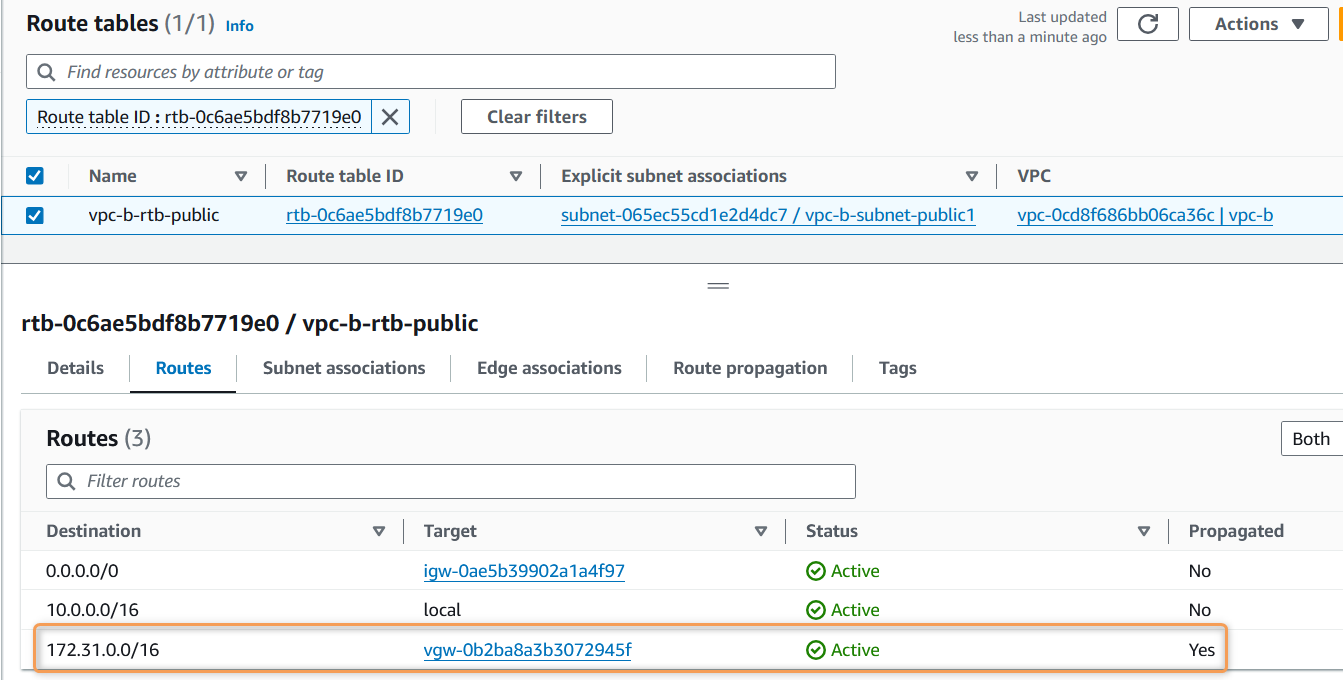 Route tables (1/1) Info
Last updated
less than a minute ago
Actions
Find resources by attribute or tag
Route table ID : rtb-0c6ae5bdf8b7719e0
Clear filters
Name Route table ID Explicit subnet associations VPC
vpc-b-rtb-public rtb-0c6ae5bdf8b7719e0 subnet-065ec55cd1e2d4dc7 / vpc-b-subnet-public1 vpc-0cd8f686bb06ca36c | vpc-b
rtb-0c6ae5bdf8b7719e0 / vpc-b-rtb-public
Details Routes Subnet associations Edge associations Route propagation Tags
Routes (3)
Both
Filter routes
Destination Target Status Propagated
0.0.0.0/0 igw-0ae5b39902a1a4f97 Active No
10.0.0.0/16 local Active No
172.31.0.0/16 vgw-0b2ba8a3b3072945f Active Yes